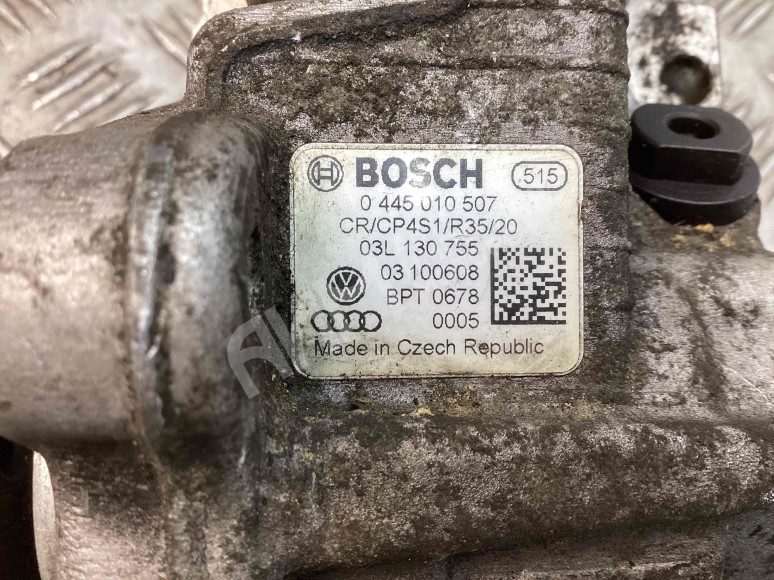 BOSCH 515
0 445 010 507
CR/CP4S1/R35/20
03L 130 755
03 100608
BPT 0678
0005
Made in Czech Republic